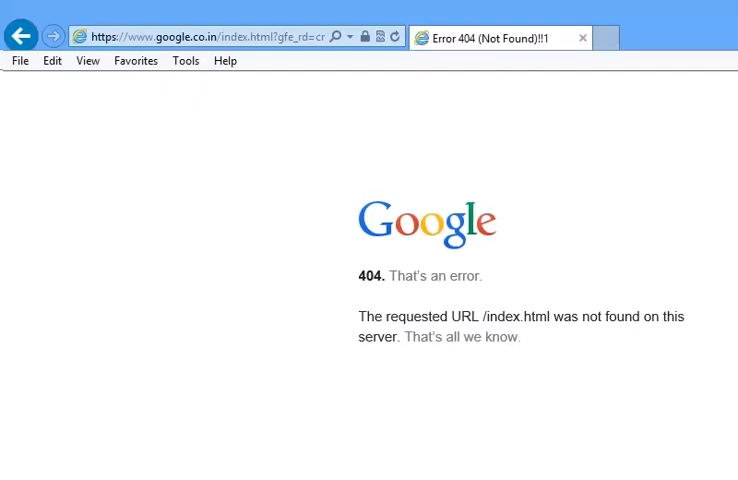 https://www.google.co.in/index.html?gfe_rd=cr
Error 404 (Not Found)!!1
File Edit View Favorites Tools Help
Google
404. That's an error.
The requested URL /index.html was not found on this
server. That's all we know.